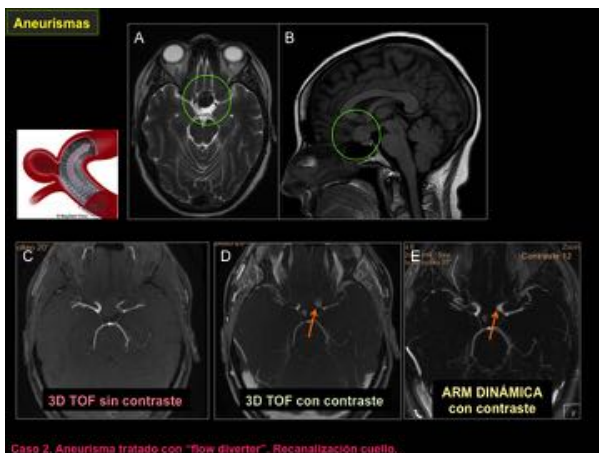 Aneurismas
A
B
C
D
E
Zoom
Contraste 12
3D TOF sin contraste
3D TOF con contraste
ARM DINÁMICA
con contraste
Caso 2. Aneurisma tratado con "flow diverter". Recanalización cuello.